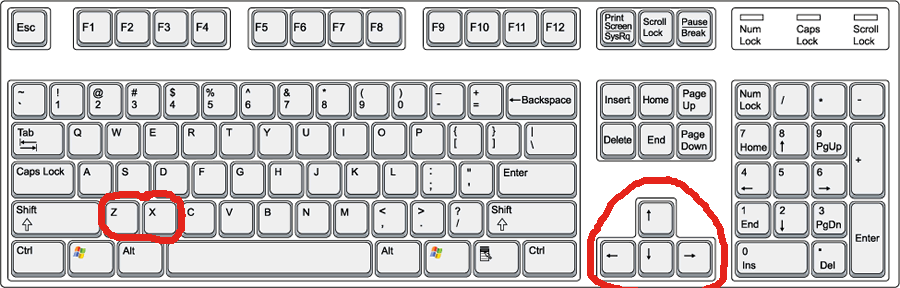 Esc F1 F2 F3 F4 F5 F6 F7 F8 F9 F10 F11 F12 Print Screen SysRq Scroll Lock Pause Break Num Lock Caps Lock Scroll Lock
~ ` ! 1 @ 2 # 3 $ 4 % 5 ^ 6 & 7 * 8 ( 9 ) 0 _ - + = ←Backspace Insert Home Page Up Num Lock / * -
Tab Q W E R T Y U I O P { [ } ] | \ Delete End Page Down 7 Home 8 ↑ 9 PgUp +
Caps Lock A S D F G H J K L : ; " ' Enter 4 ← 5 6 →
Shift ⇧ Z X C V B N M < , > . ? / Shift ⇧ ↑ 1 End 2 ↓ 3 PgDn Enter
Ctrl Alt Alt Ctrl ← ↓ → 0 Ins . Del